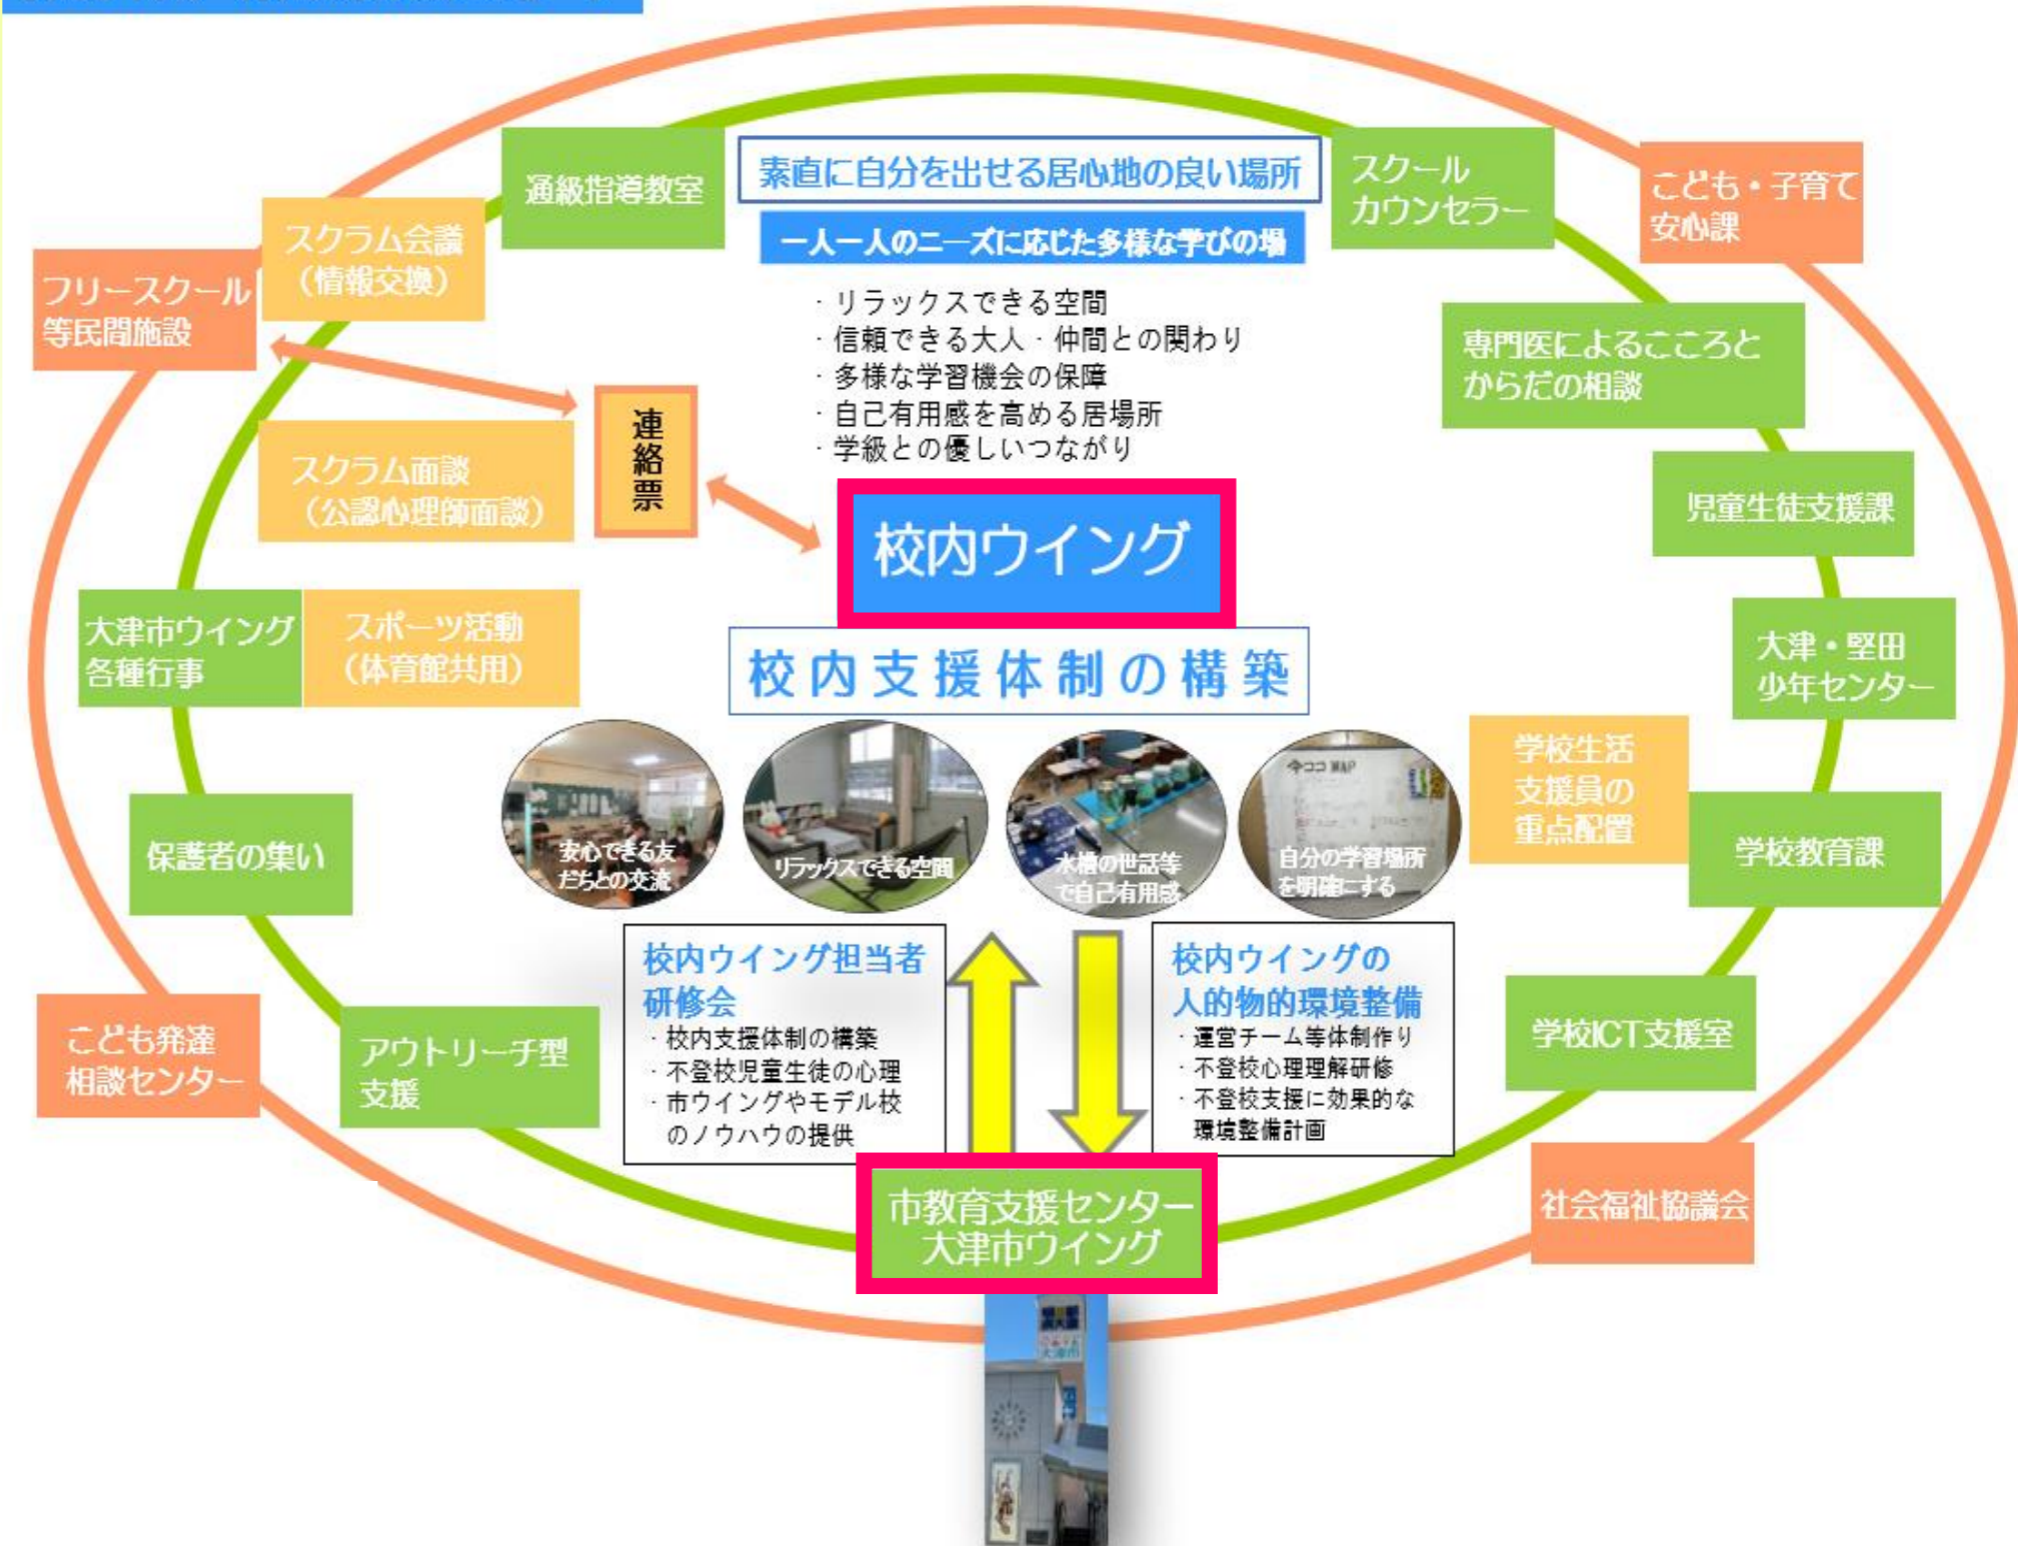 通級指導教室
素直に自分を出せる居心地の良い場所
スクール
カウンセラー
こども・子育て
安心課
一人一人のニーズに応じた多様な学びの場
スクラム会議
（情報交換）
フリースクール
等民間施設
・リラックスできる空間
・信頼できる大人・仲間との関わり
・多様な学習機会の保障
・自己有用感を高める居場所
・学級との優しいつながり
専門医によるこころと
からだの相談
連絡票
スクラム面談
（公認心理師面談）
校内ウイング
児童生徒支援課
大津市ウイング
各種行事
スポーツ活動
（体育館共用）
校内支援体制の構築
大津・堅田
少年センター
学校生活
支援員の
重点配置
今ココ MAP
保護者の集い
安心できる友
だちとの交流
リラックスできる空間
水槽の世話等
で自己有用感
自分の学習場所
を明確にする
学校教育課
校内ウイング担当者
研修会
・校内支援体制の構築
・不登校児童生徒の心理
・市ウイングやモデル校
のノウハウの提供
校内ウイングの
人的物的環境整備
・運営チーム等体制作り
・不登校心理理解研修
・不登校支援に効果的な
環境整備計画
こども発達
相談センター
アウトリーチ型
支援
学校ICT支援室
市教育支援センター
大津市ウイング
社会福祉協議会
大津市